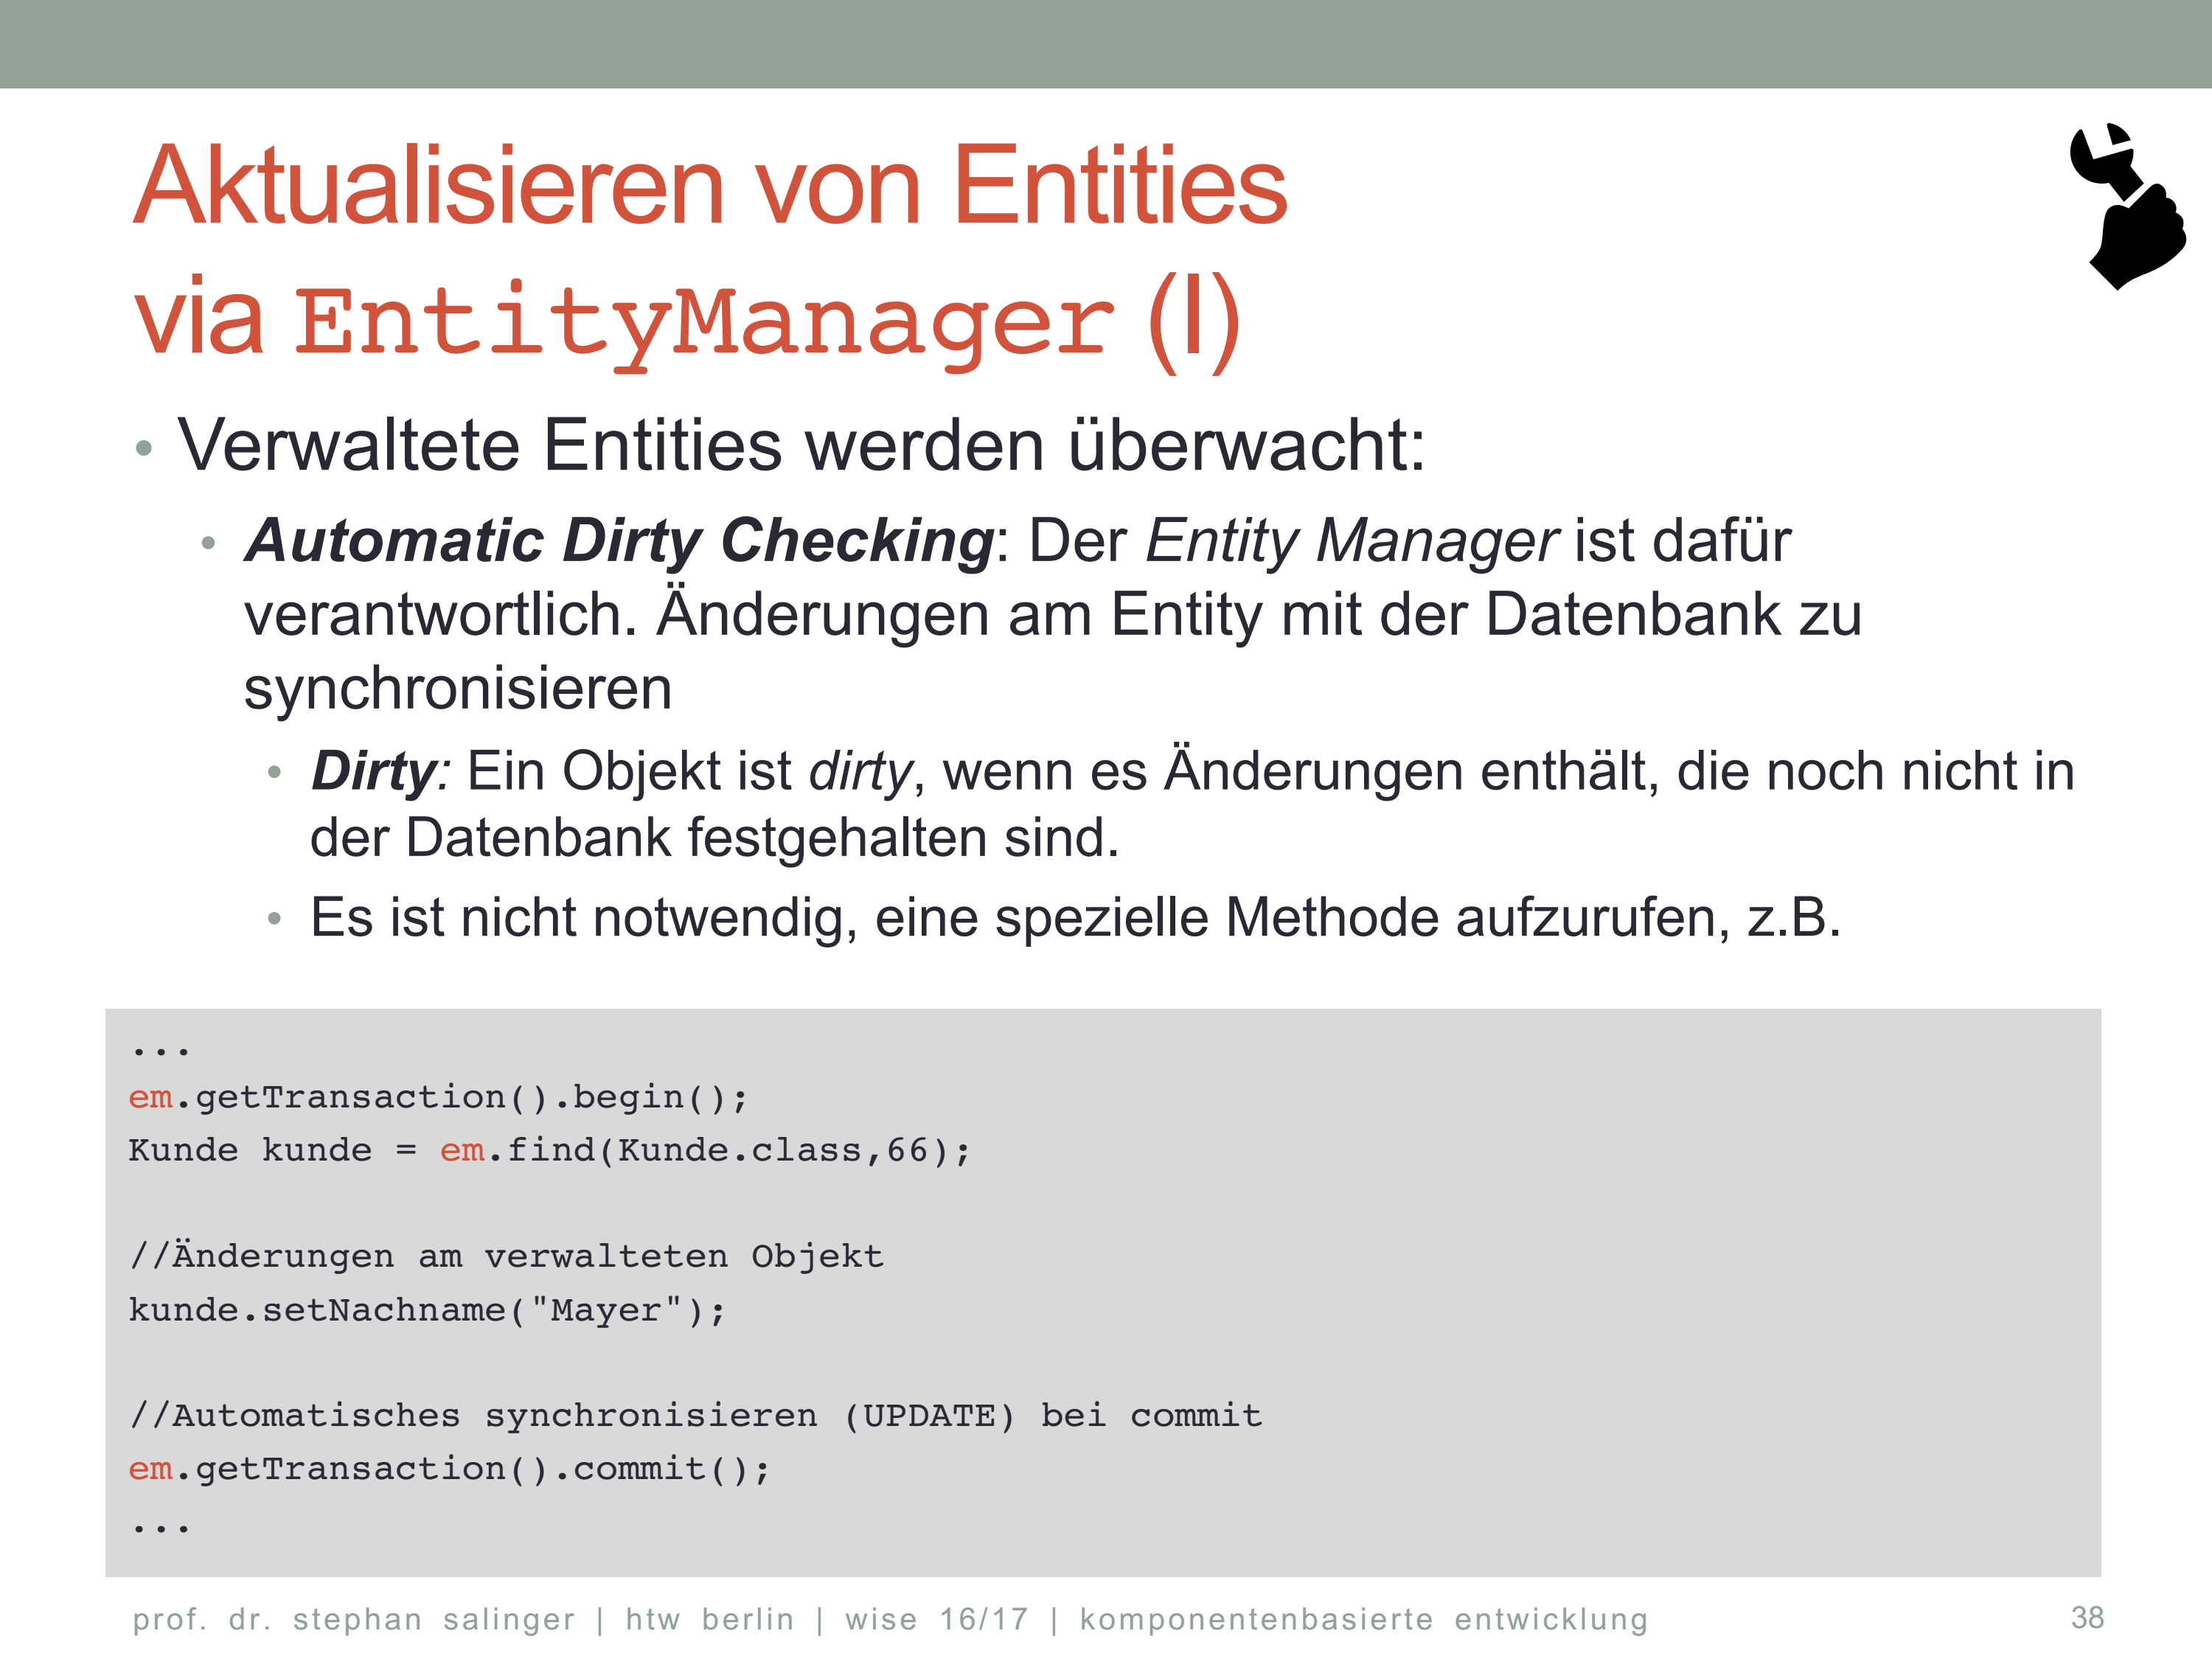 Aktualisieren von Entities
via EntityManager (I)
• Verwaltete Entities werden überwacht:
• Automatic Dirty Checking: Der Entity Manager ist dafür
verantwortlich. Änderungen am Entity mit der Datenbank zu
synchronisieren
• Dirty: Ein Objekt ist dirty, wenn es Änderungen enthält, die noch nicht in
der Datenbank festgehalten sind.
• Es ist nicht notwendig, eine spezielle Methode aufzurufen, z.B.
...
em.getTransaction().begin();
Kunde kunde = em.find(Kunde.class,66);
//Änderungen am verwalteten Objekt
kunde.setNachname("Mayer");
//Automatisches synchronisieren (UPDATE) bei commit
em.getTransaction().commit();
...
prof. dr. stephan salinger | htw berlin | wise 16/17 | komponentenbasierte entwicklung
38